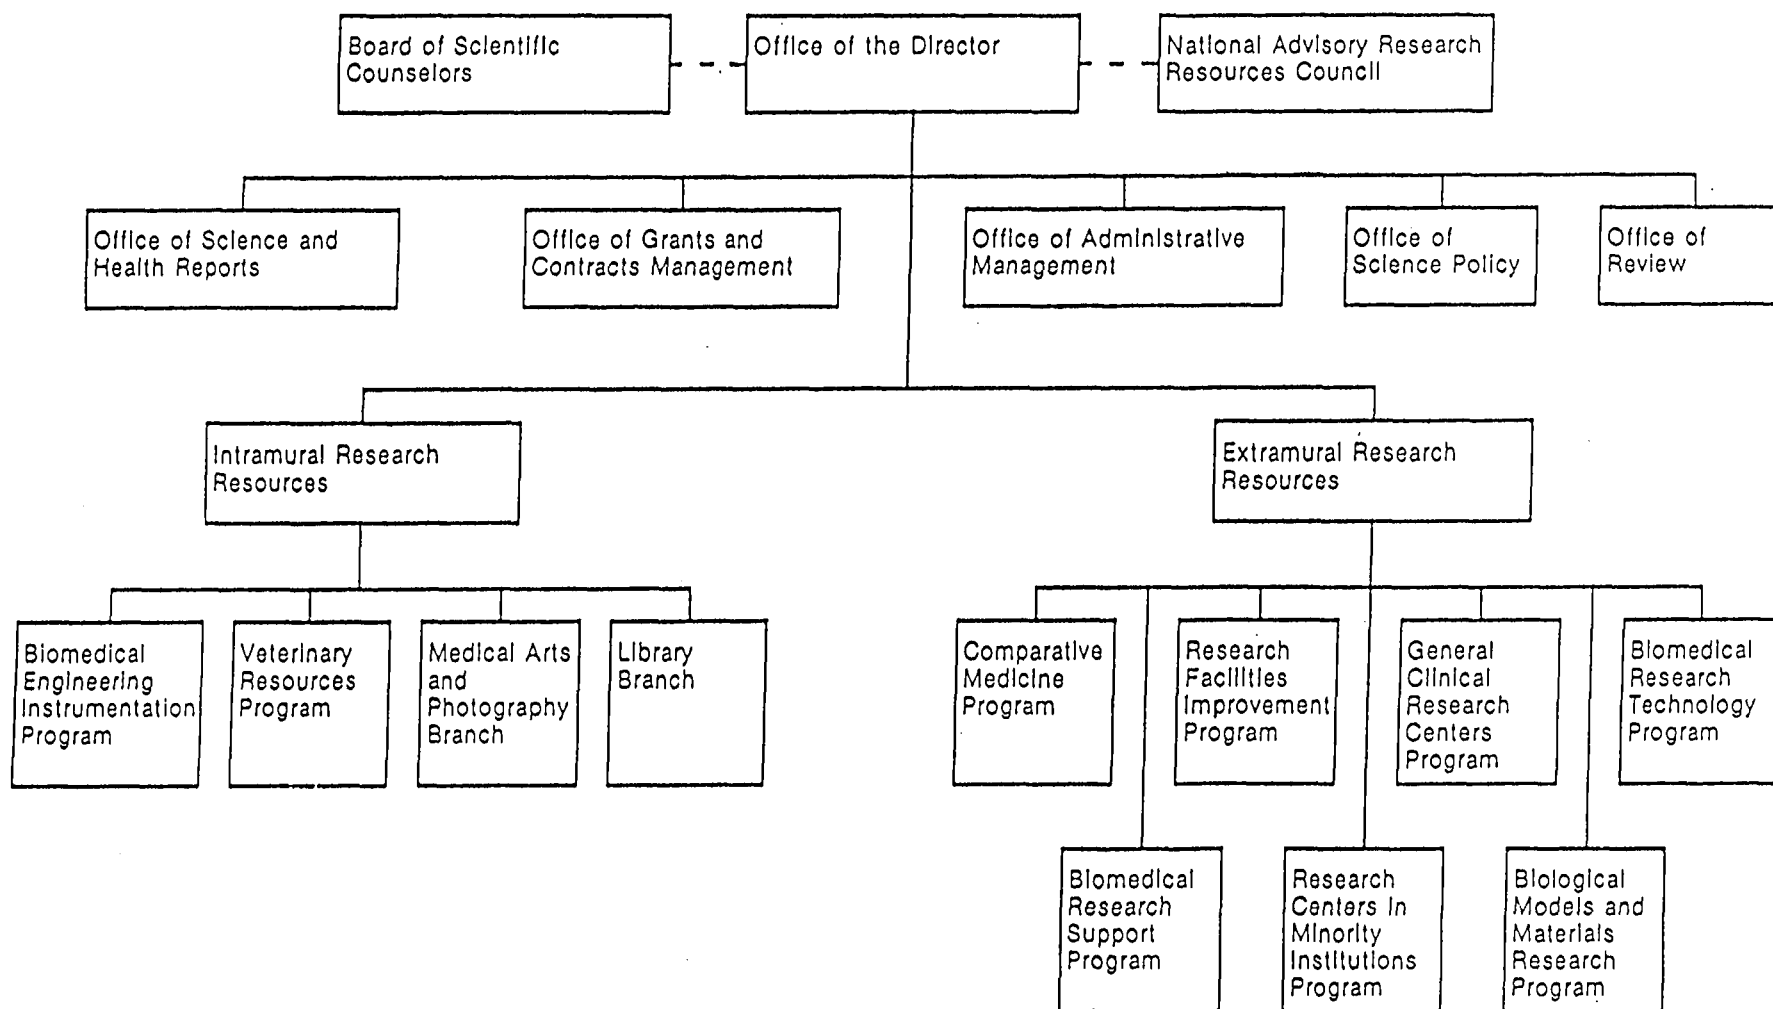 Board of Scientific
Counselors
Office of the Director
National Advisory Research
Resources Council
Office of Science and
Health Reports
Office of Grants and
Contracts Management
Office of Administrative
Management
Office of
Science Policy
Office of
Review
Intramural Research
Resources
Extramural Research
Resources
Biomedical
Engineering
Instrumentation
Program
Veterinary
Resources
Program
Medical Arts
and
Photography
Branch
Library
Branch
Comparative
Medicine
Program
Research
Facilities
Improvement
Program
General
Clinical
Research
Centers
Program
Biomedical
Research
Technology
Program
Biomedical
Research
Support
Program
Research
Centers in
Minority
Institutions
Program
Biological
Models and
Materials
Research
Program